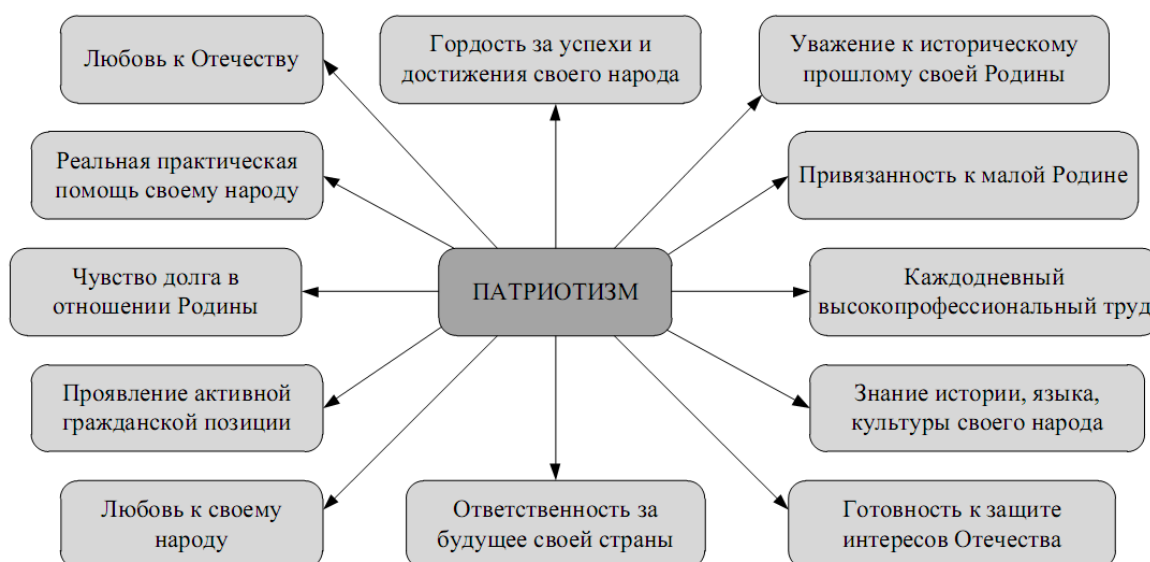 Любовь к Отечеству
Гордость за успехи и
достижения своего народа
Уважение к историческому
прошлому своей Родины
Реальная практическая
помощь своему народу
Привязанность к малой Родине
Чувство долга в
отношении Родины
ПАТРИОТИЗМ
Каждодневный
высокопрофессиональный труд
Проявление активной
гражданской позиции
Знание истории, языка,
культуры своего народа
Любовь к своему
народу
Ответственность за
будущее своей страны
Готовность к защите
интересов Отечества